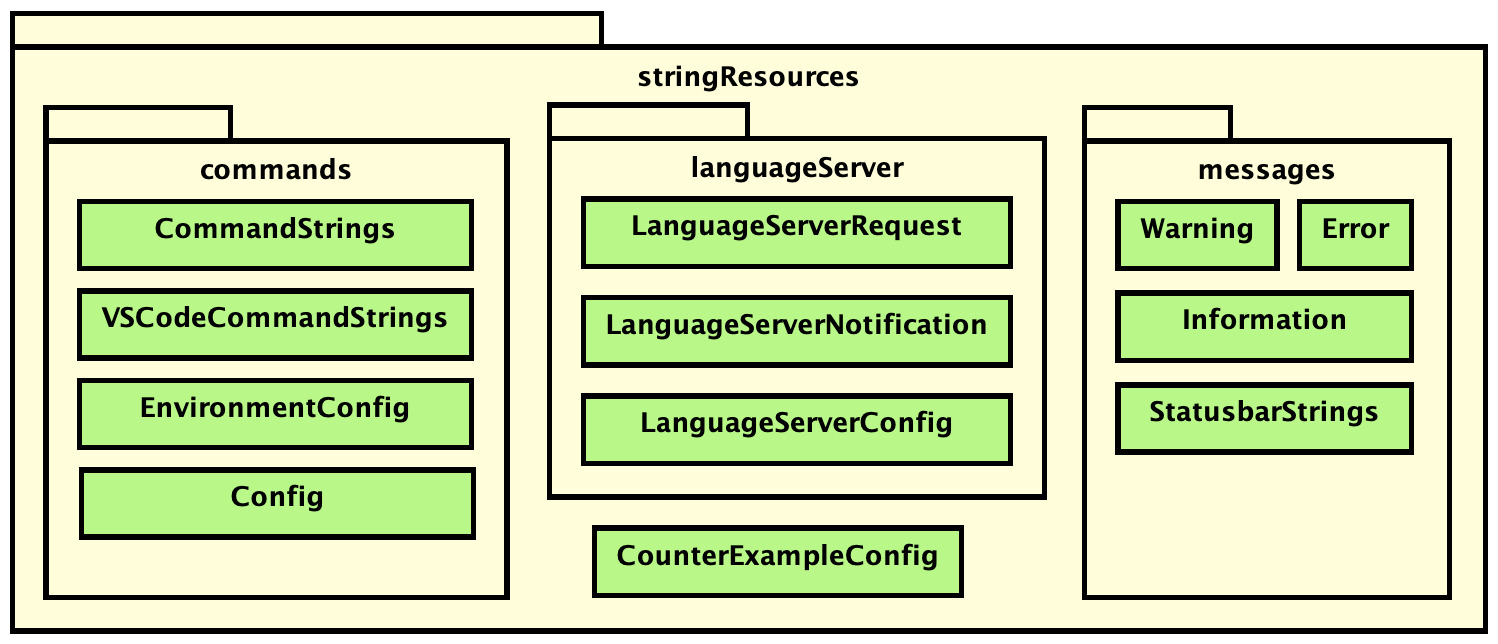 stringResources
commands
CommandStrings
VSCodeCommandStrings
EnvironmentConfig
Config
languageServer
LanguageServerRequest
LanguageServerNotification
LanguageServerConfig
CounterExampleConfig
messages
Warning
Error
Information
StatusbarStrings